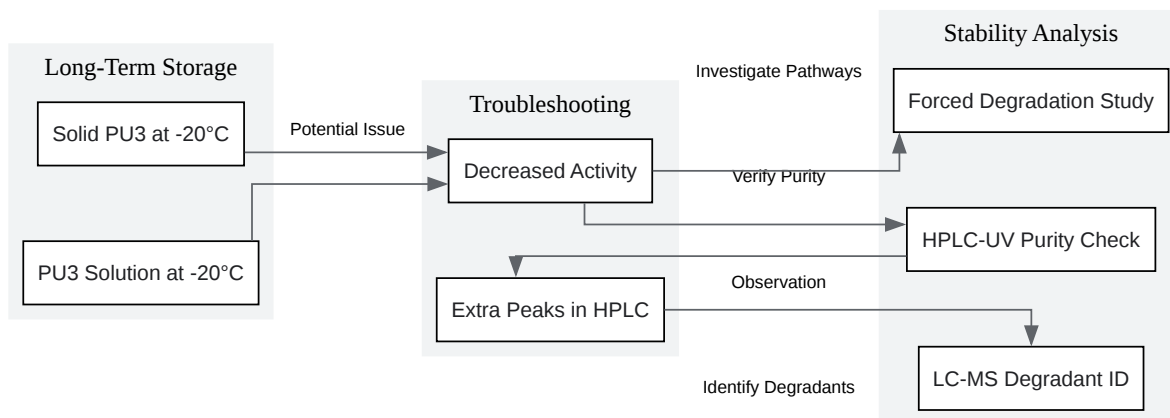 Long-Term Storage
Solid PU3 at -20°C
PU3 Solution at -20°C
Potential Issue
Troubleshooting
Decreased Activity
Extra Peaks in HPLC
Investigate Pathways
Verify Purity
Observation
Identify Degradants
Stability Analysis
Forced Degradation Study
HPLC-UV Purity Check
LC-MS Degradant ID